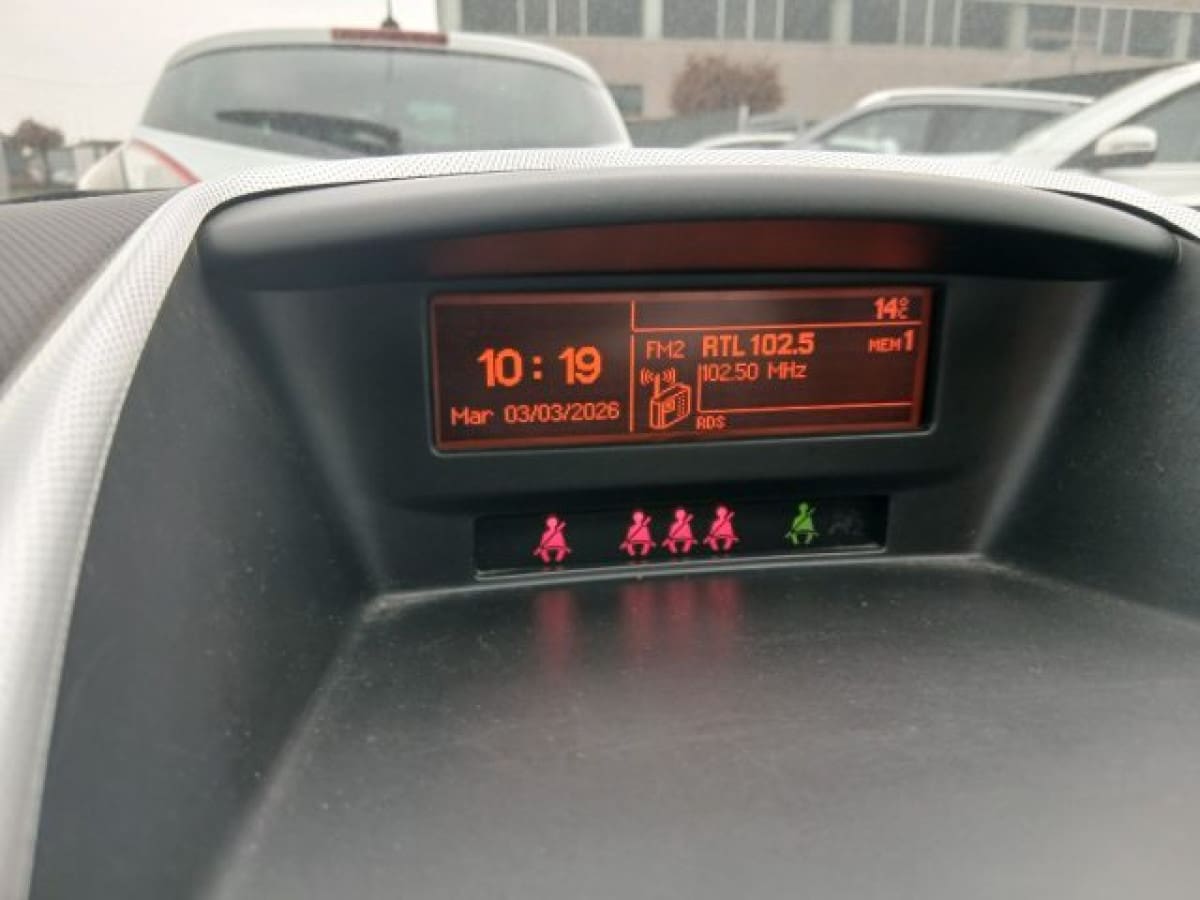 10 : 19
Mar 03/03/2026
14°C
FM2 RTL 102.5 MEM 1
102.50 MHz
RDS